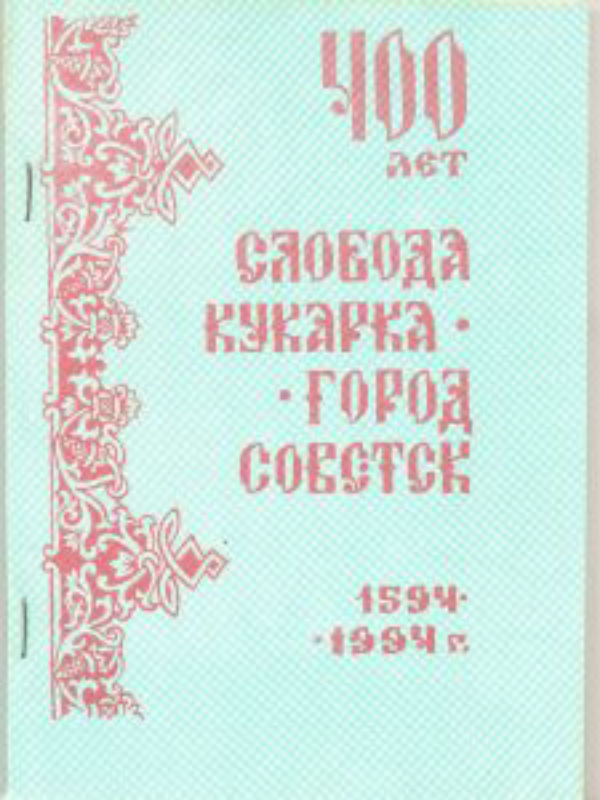 400
лет
СЛОБОДА
КУКАРКА ·
· ГОРОД
СОВЕТСК
1594 ·
· 1994 г.